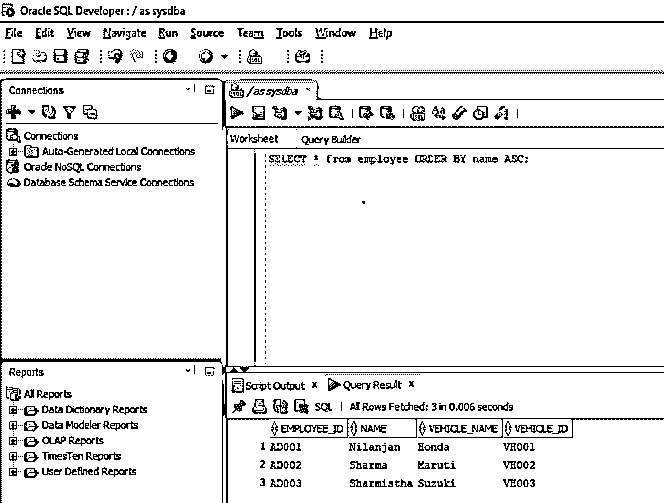 Oracle SQL Developer : / as sysdba
File Edit View Navigate Run Source Team Tools Window Help
Connections
/ as sysdba
Connections
Auto-Generated Local Connections
Oracle NoSQL Connections
Database Schema Service Connections
Worksheet Query Builder
SELECT * from employee ORDER BY name ASC;
Reports
All Reports
Data Dictionary Reports
Data Modeler Reports
OLAP Reports
TimesTen Reports
User Defined Reports
Script Output x Query Result x
SQL | All Rows Fetched: 3 in 0.006 seconds
EMPLOYEE_ID NAME VEHICLE_NAME VEHICLE_ID
1 AD001 Nilanjan Honda VH001
2 AD002 Sharma Maruti VH002
3 AD003 Sharmistha Suzuki VH003